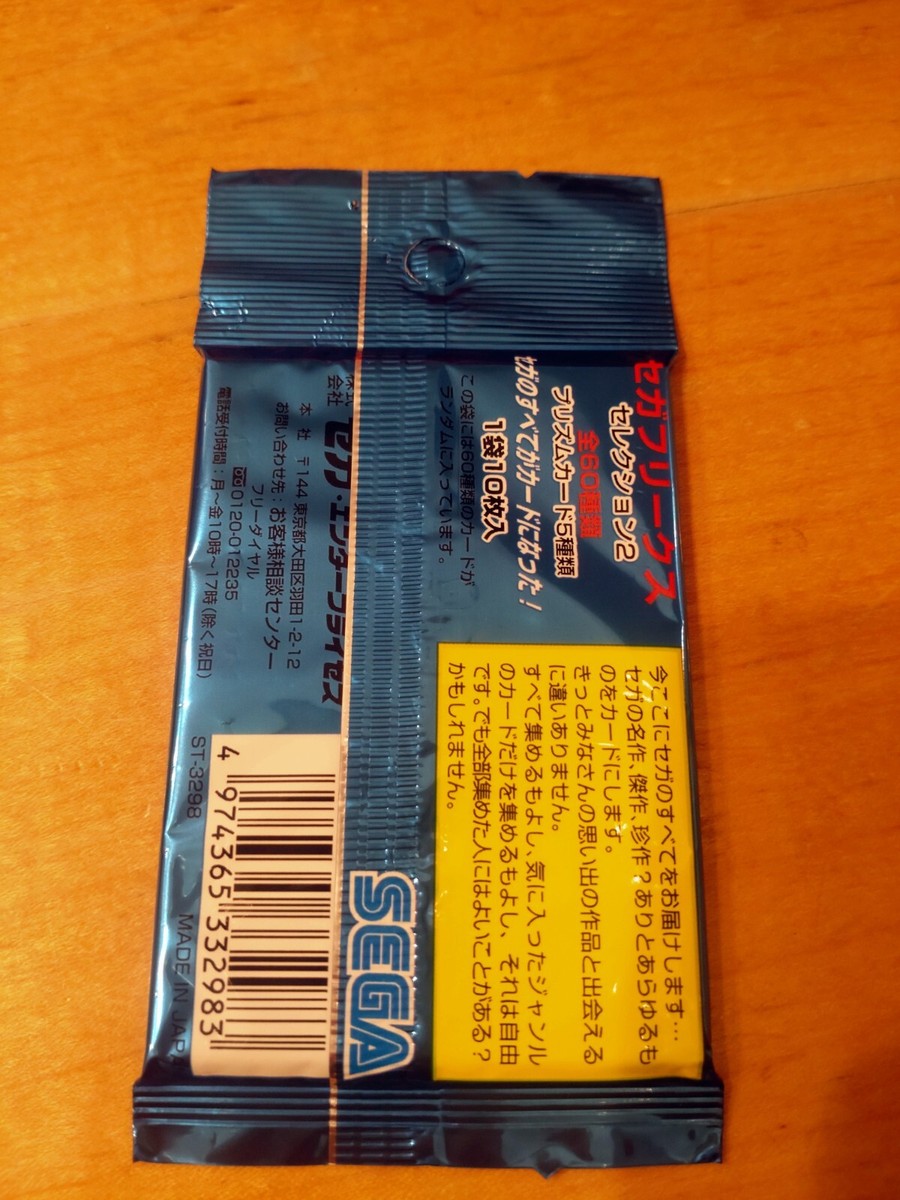 セガフリークス
セレクション2
全60種類
プリズムカード5種類
セガのすべてがカードになった!
1袋10枚入
この袋には60種類のカードが
ランダムに入っています。
今ここにセガのすべてをお届けします…
セガの名作、傑作、珍作？ありとあらゆるも
のをカードにします。
きっとみなさんの思い出の作品と出会える
に違いありません。
すべて集めるもよし、気に入ったジャンル
のカードだけを集めるもよし、それは自由
です。でも全部集めた人にはよいことがある？
かもしれません。
SEGA
株式会社 セガ・エンタープライゼス
本 社 〒144 東京都大田区羽田1-2-12
お問い合わせ先：お客様相談センター
フリーダイヤル
0120-012235
電話受付時間：月〜金10時〜17時(除く祝日)
4 974365 332983
ST-3298
MADE IN JAPAN